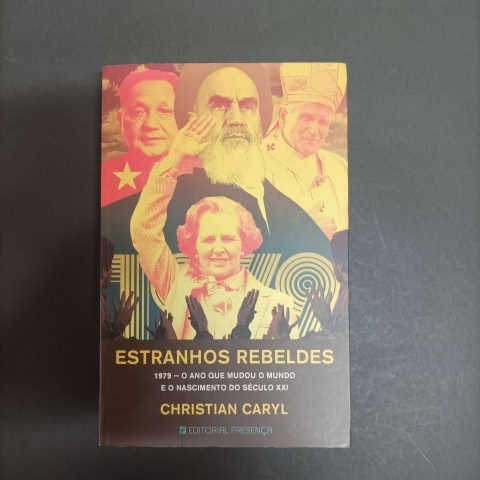 1979
ESTRANHOS REBELDES
1979 – O ANO QUE MUDOU O MUNDO
E O NASCIMENTO DO SÉCULO XXI
CHRISTIAN CARYL
EDITORIAL PRESENÇA